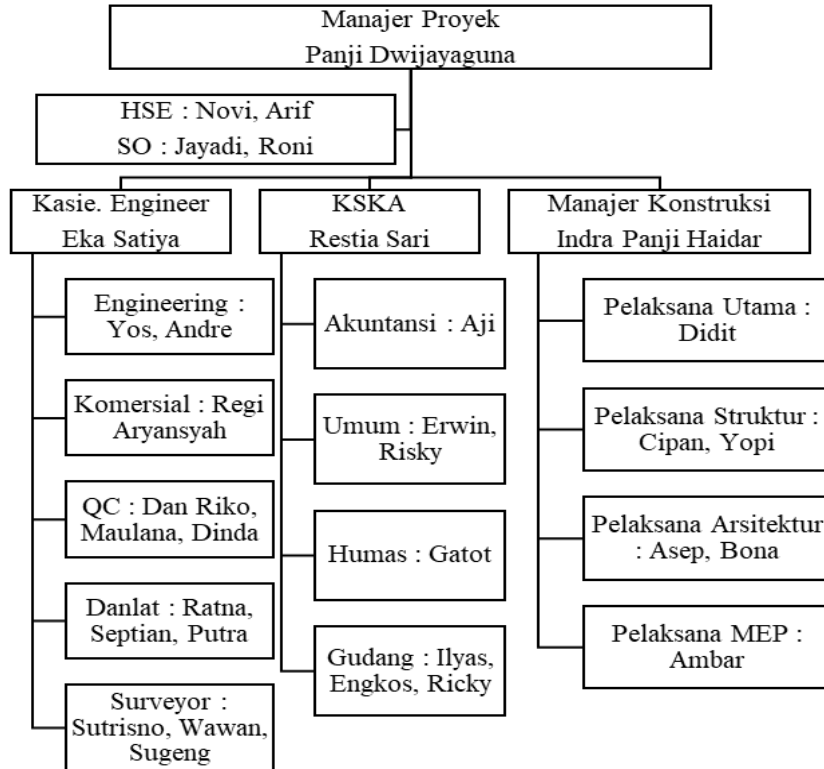 Manajer Proyek
Panji Dwijayaguna
HSE : Novi, Arif
SO : Jayadi, Roni
Kasie. Engineer
Eka Satiya
KSKA
Restia Sari
Manajer Konstruksi
Indra Panji Haidar
Engineering :
Yos, Andre
Komersial : Regi
Aryansyah
QC : Dan Riko,
Maulana, Dinda
Danlat : Ratna,
Septian, Putra
Surveyor :
Sutrisno, Wawan,
Sugeng
Akuntansi : Aji
Umum : Erwin,
Risky
Humas : Gatot
Gudang : Ilyas,
Engkos, Ricky
Pelaksana Utama :
Didit
Pelaksana Struktur :
Cipan, Yopi
Pelaksana Arsitektur
: Asep, Bona
Pelaksana MEP :
Ambar